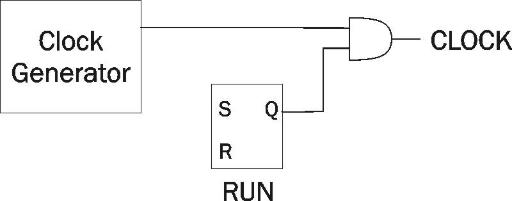 Clock
Generator
CLOCK
S Q
R
RUN